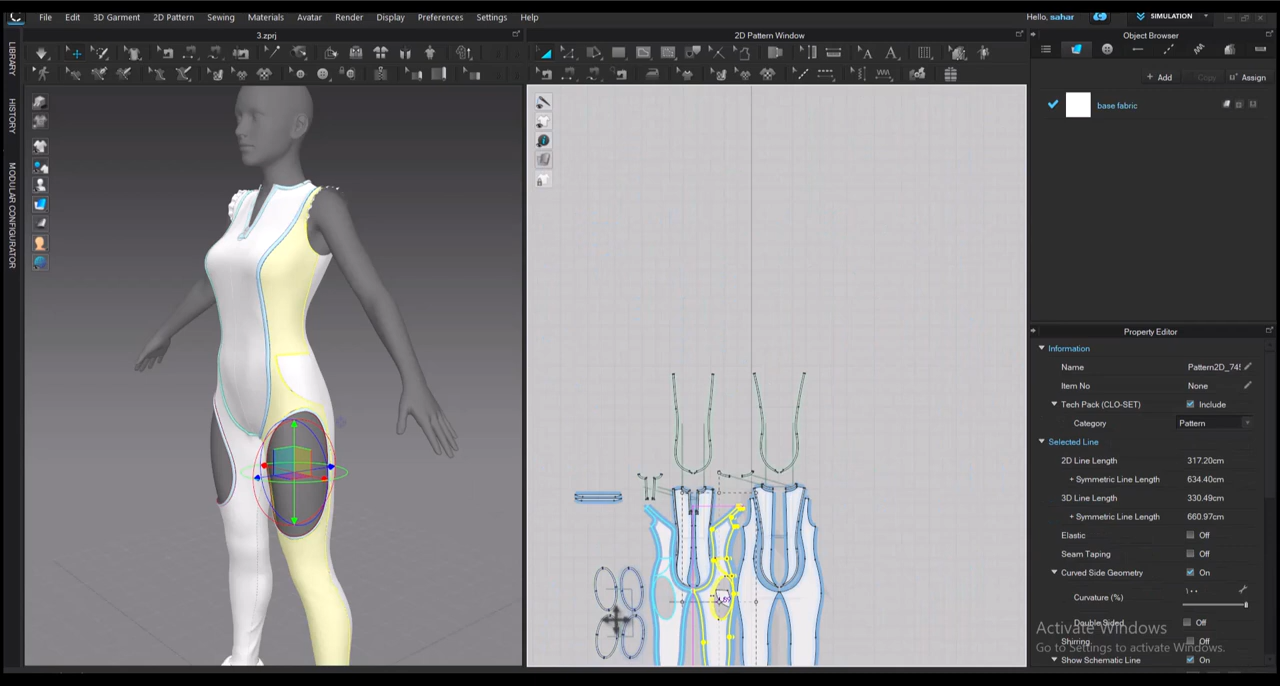 File Edit 3D Garment 2D Pattern Sewing Materials Avatar Render Display Preferences Settings Help
Hello, sahar
SIMULATION
3.zprj
2D Pattern Window
Object Browser
LIBRARY
HISTORY
MODULAR CONFIGURATOR
+ Add Copy Assign
base fabric
Property Editor
Information
Name Pattern2D_745
Item No None
Tech Pack (CLO-SET) Include
Category Pattern
Selected Line
2D Line Length 317.20cm
+ Symmetric Line Length 634.40cm
3D Line Length 330.49cm
+ Symmetric Line Length 660.97cm
Elastic Off
Seam Taping Off
Curved Side Geometry On
Curvature (%)
Double Sided Off
Shirring Off
Show Schematic Line On
Activate Windows
Go to Settings to activate Windows.